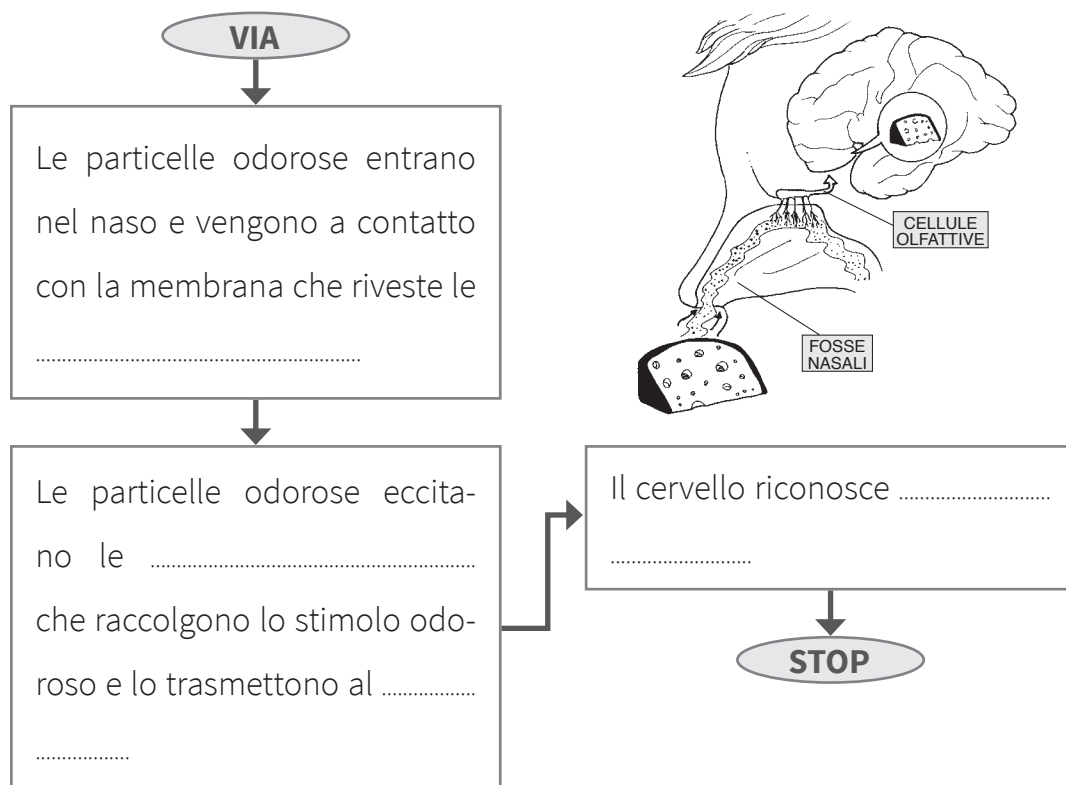 VIA
Le particelle odorose entrano
nel naso e vengono a contatto
con la membrana che riveste le
..............................................................
CELLULE
OLFATTIVE
FOSSE
NASALI
Le particelle odorose eccita-
no le ..............................................................
che raccolgono lo stimolo odo-
roso e lo trasmettono al ..................
..................
Il cervello riconosce .............................
...........................
STOP